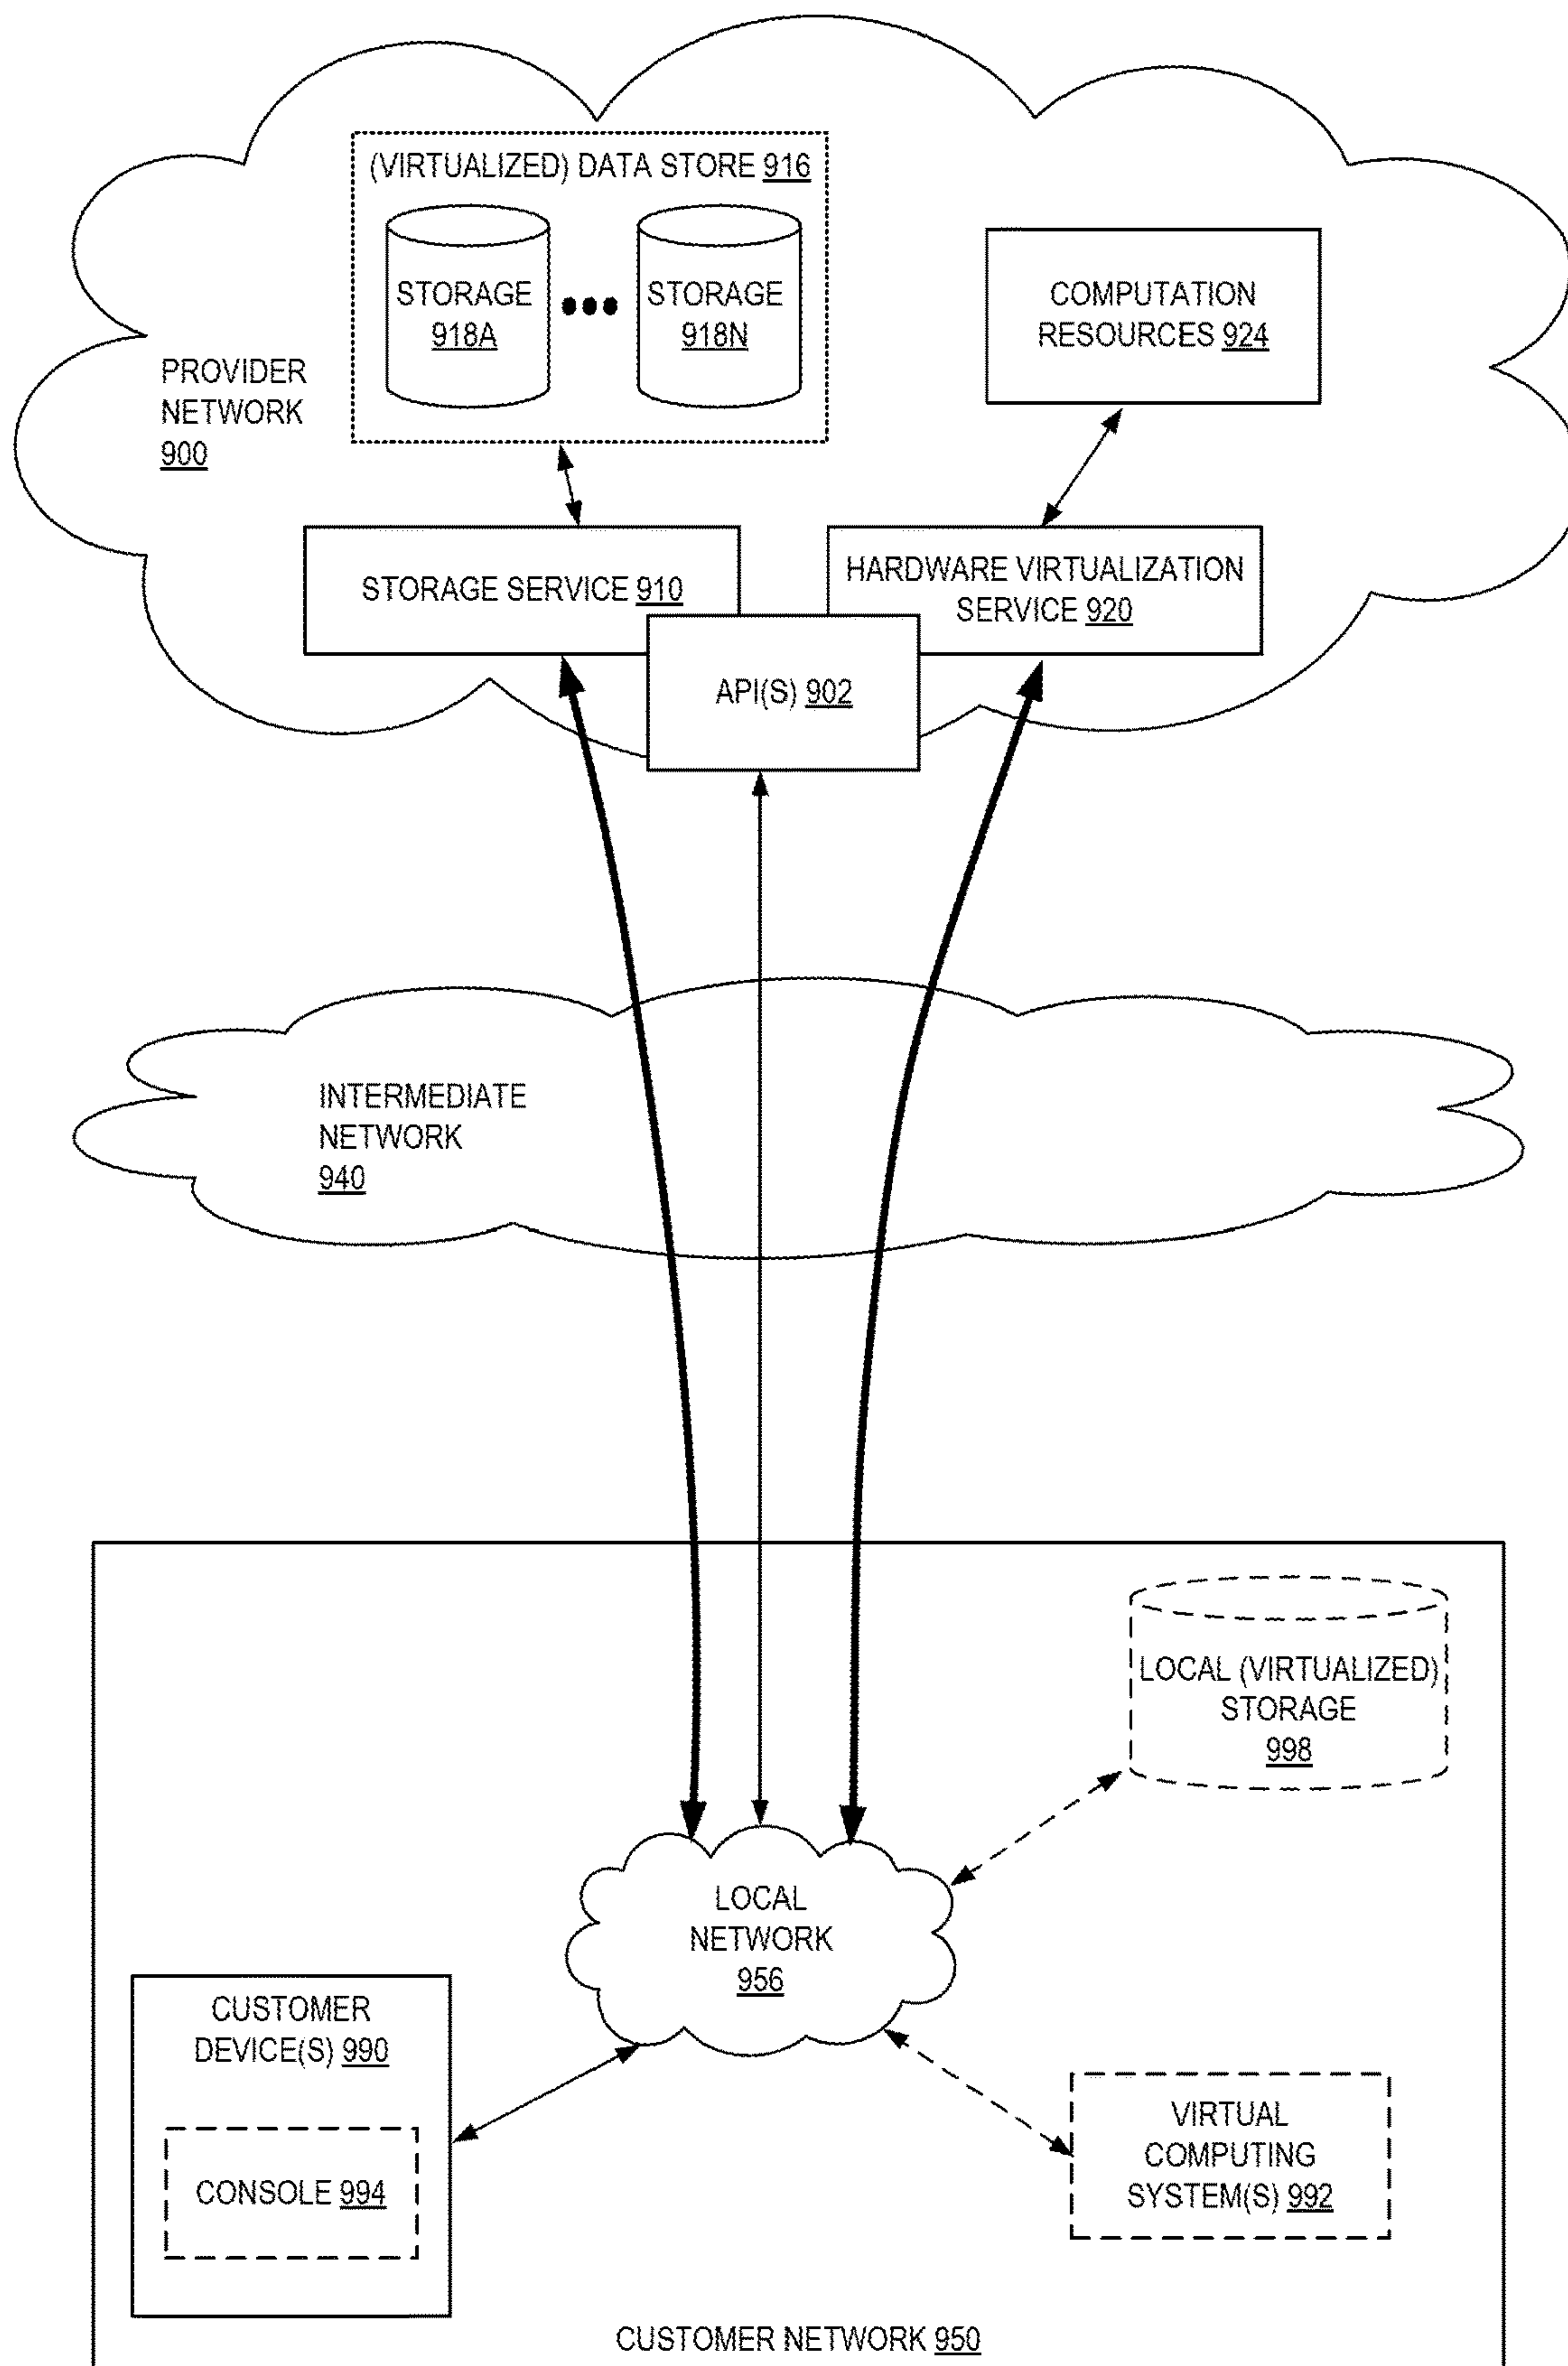 (VIRTUALIZED) DATA STORE 916
STORAGE
918A
STORAGE
918N
COMPUTATION
RESOURCES 924
PROVIDER
NETWORK
900
STORAGE SERVICE 910
HARDWARE VIRTUALIZATION
SERVICE 920
API(S) 902
INTERMEDIATE
NETWORK
940
LOCAL (VIRTUALIZED)
STORAGE
998
LOCAL
NETWORK
956
CUSTOMER
DEVICE(S) 990
CONSOLE 994
VIRTUAL
COMPUTING
SYSTEM(S) 992
CUSTOMER NETWORK 950